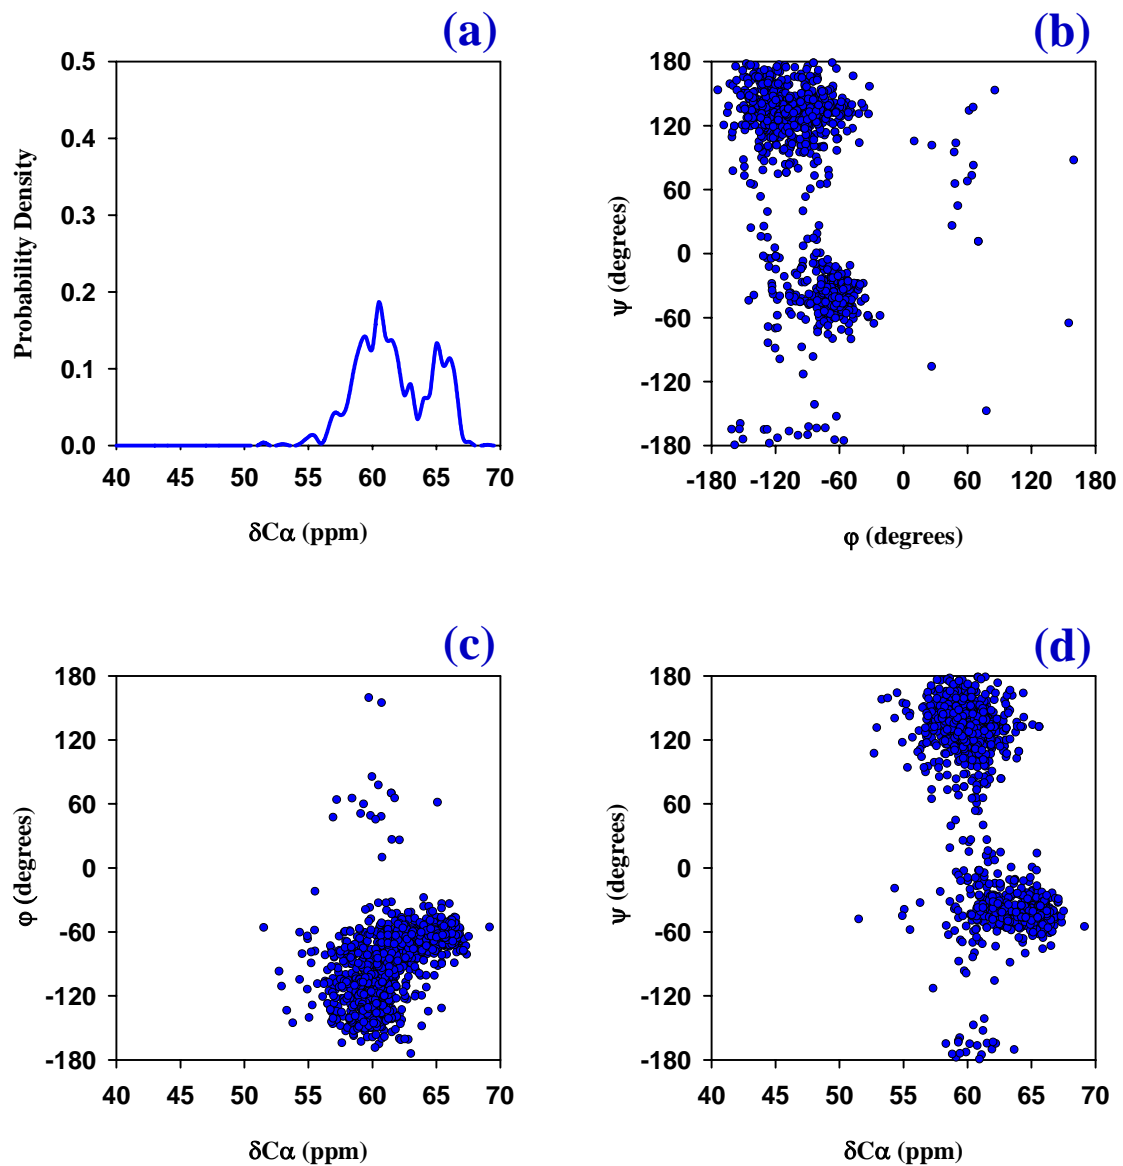 (a)
0.5
0.4
0.3
0.2
0.1
0.0
Probability Density
40 45 50 55 60 65 70
δCα (ppm)
(b)
180
120
60
0
-60
-120
-180
ψ (degrees)
-180 -120 -60 0 60 120 180
φ (degrees)
(c)
180
120
60
0
-60
-120
-180
φ (degrees)
40 45 50 55 60 65 70
δCα (ppm)
(d)
180
120
60
0
-60
-120
-180
ψ (degrees)
40 45 50 55 60 65 70
δCα (ppm)